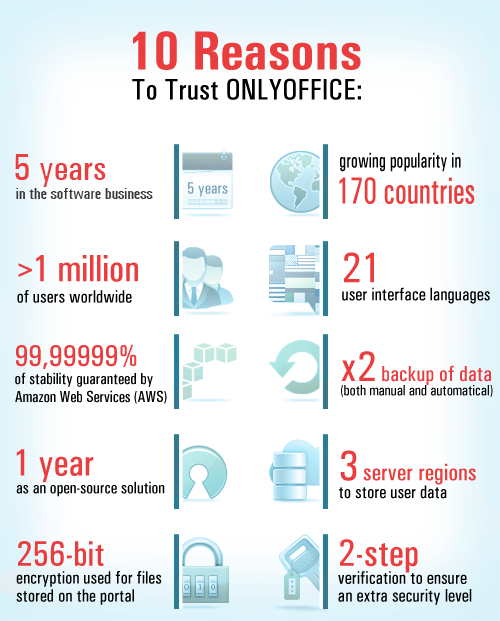 10 Reasons
To Trust ONLYOFFICE:
5 years
in the software business
5 years
growing popularity in
170 countries
>1 million
of users worldwide
21
user interface languages
99,99999%
of stability guaranteed by
Amazon Web Services (AWS)
x2 backup of data
(both manual and automatical)
1 year
as an open-source solution
3 server regions
to store user data
256-bit
encryption used for files
stored on the portal
010
2-step
verification to ensure
an extra security level